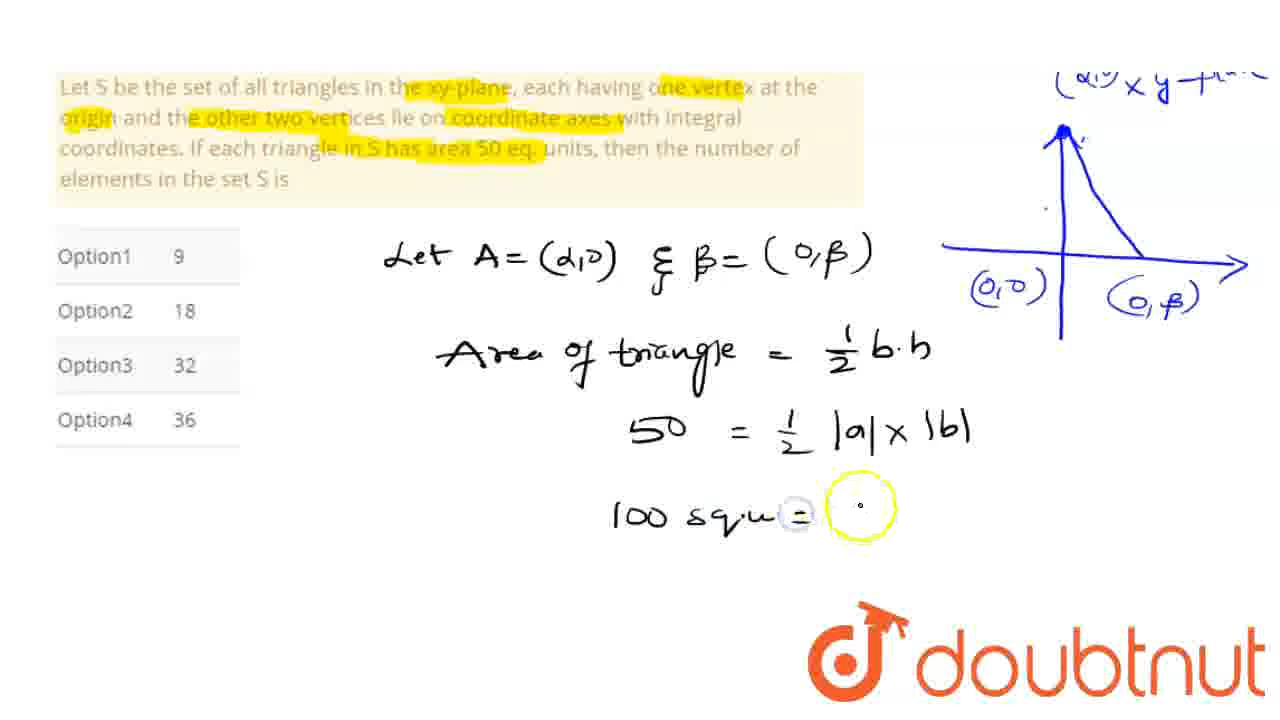 Let S be the set of all triangles in the xy-plane, each having one vertex at the
origin and the other two vertices lie on coordinate axes with integral
coordinates. If each triangle in S has area 50 eq. units, then the number of
elements in the set S is
Option1 9
Option2 18
Option3 32
Option4 36
Let A = (α,0) ξ β = (0,β)
Area of triangle = 1/2 b.h
50 = 1/2 |a| x |b|
100 sq.u =
x y
(0,0)
(0, β)
doubtnut